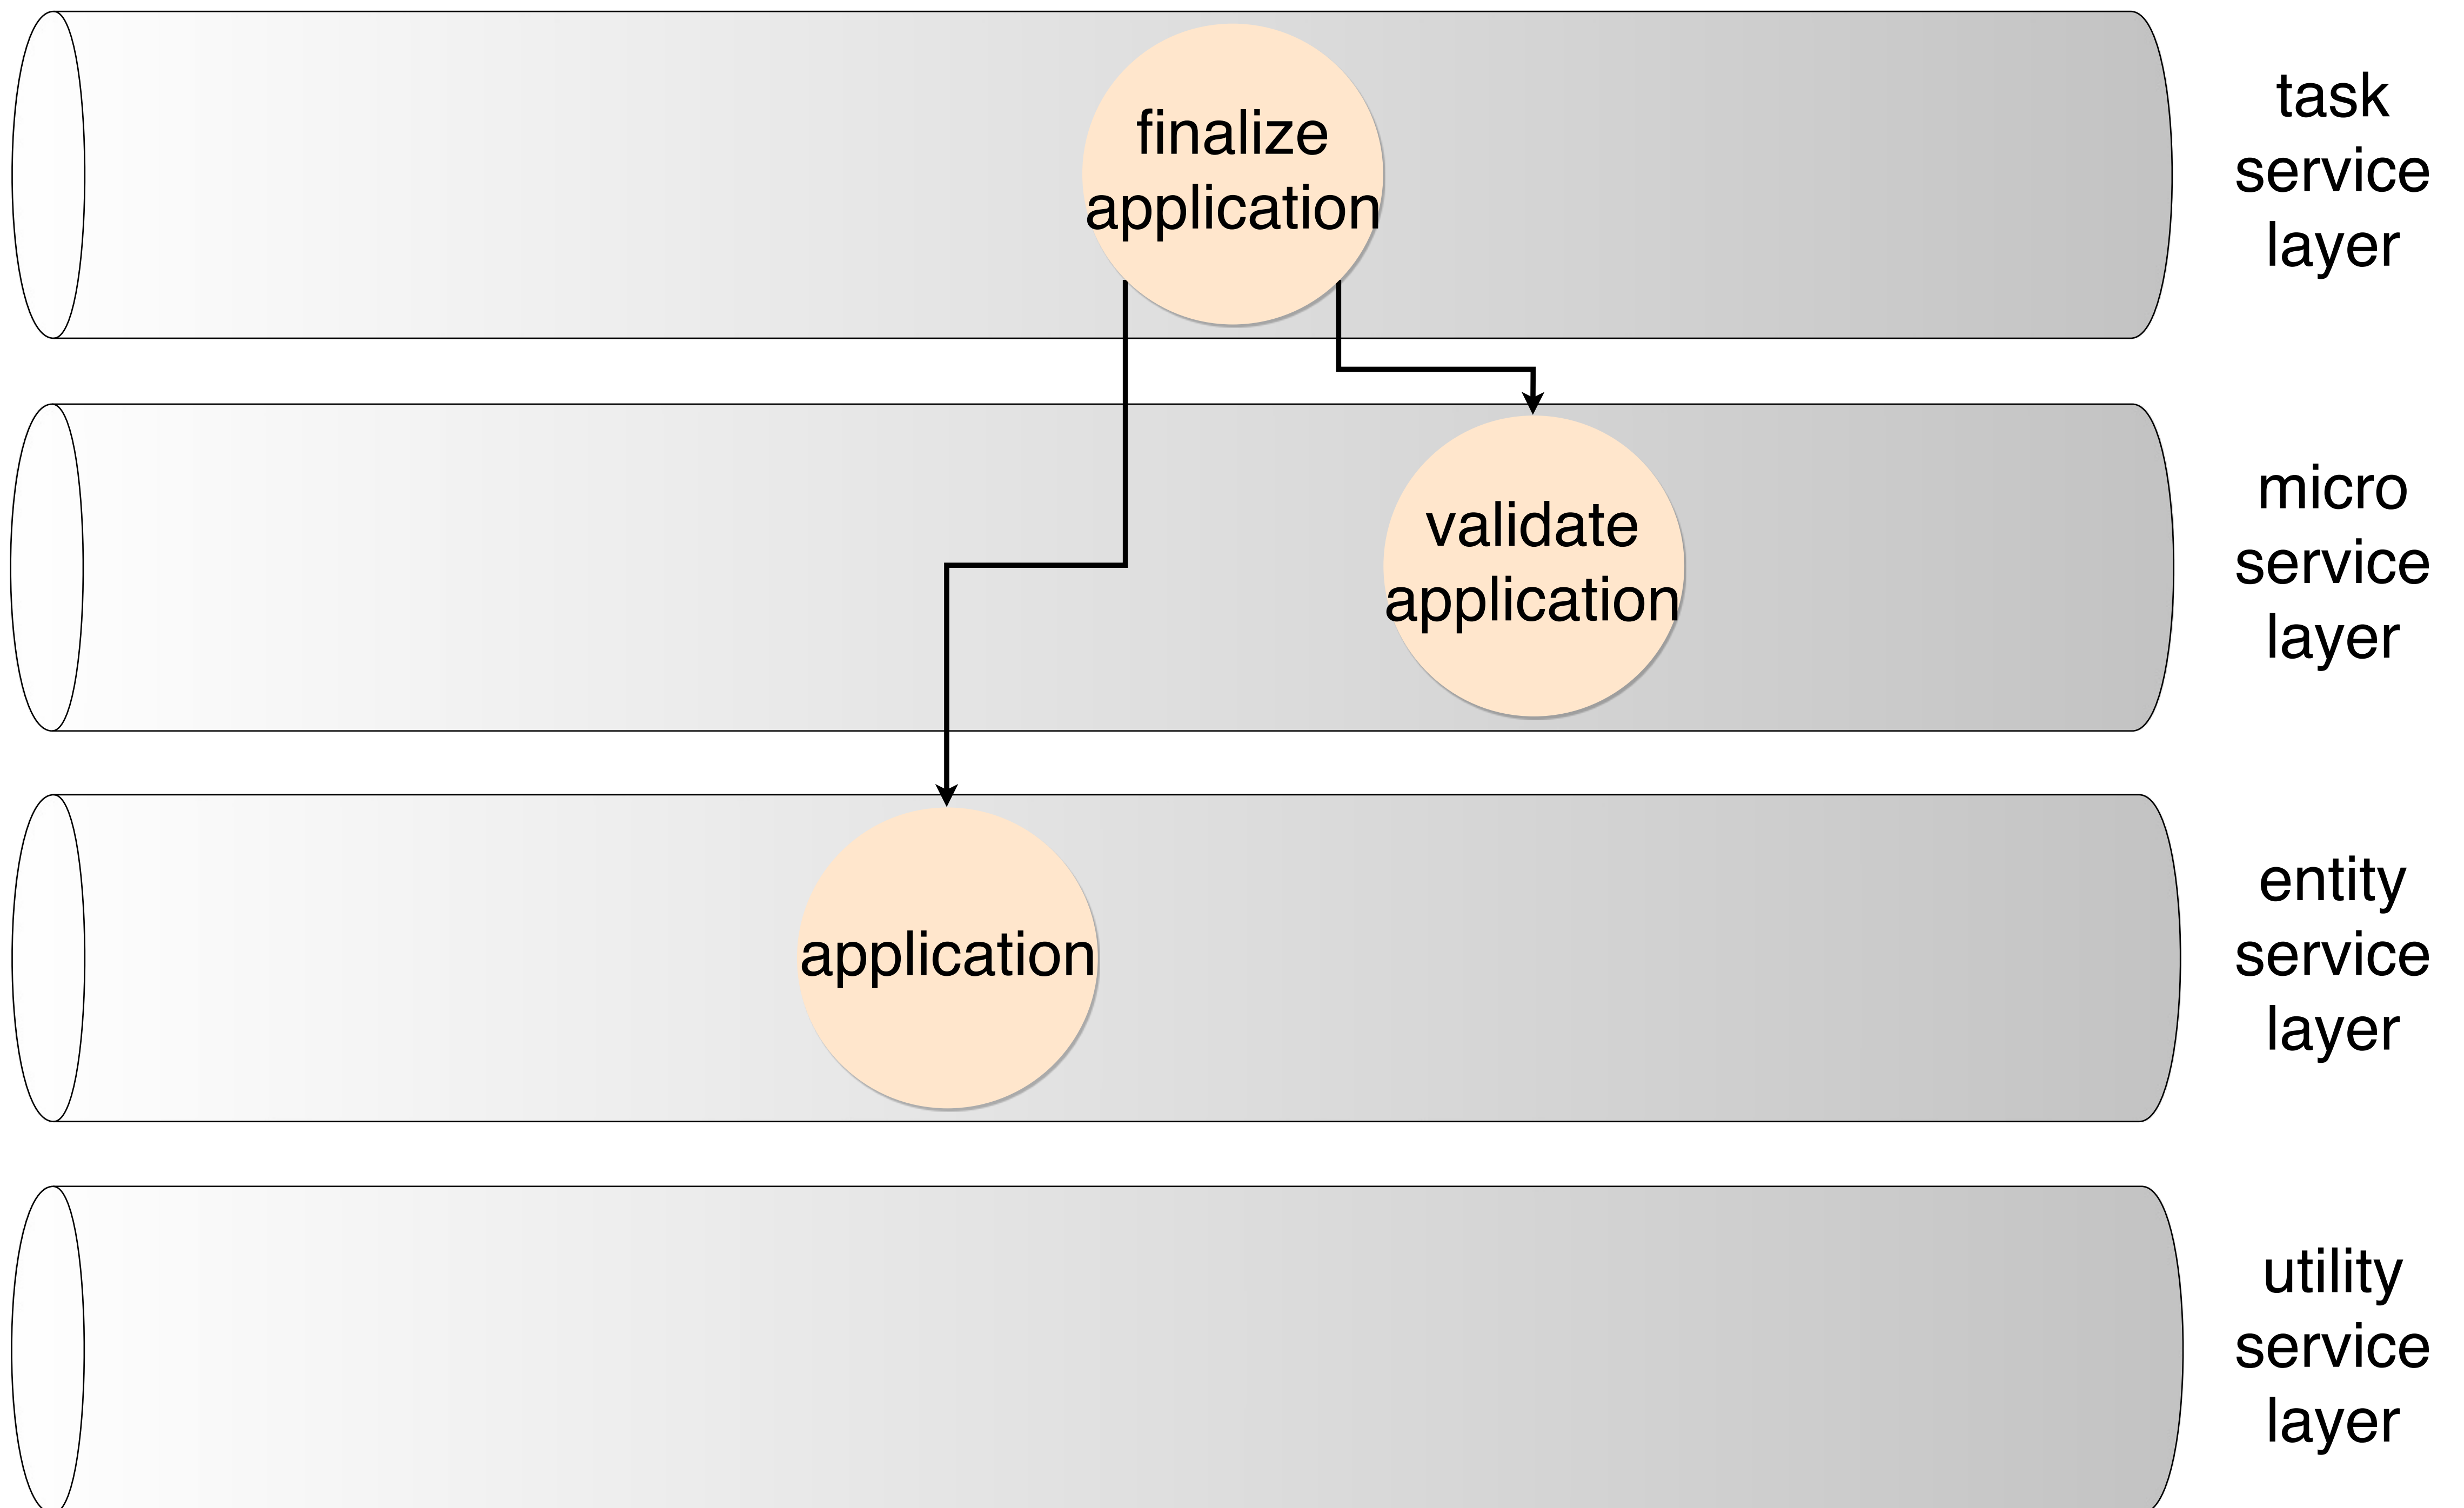 finalize
application
task
service
layer
validate
application
micro
service
layer
application
entity
service
layer
utility
service
layer